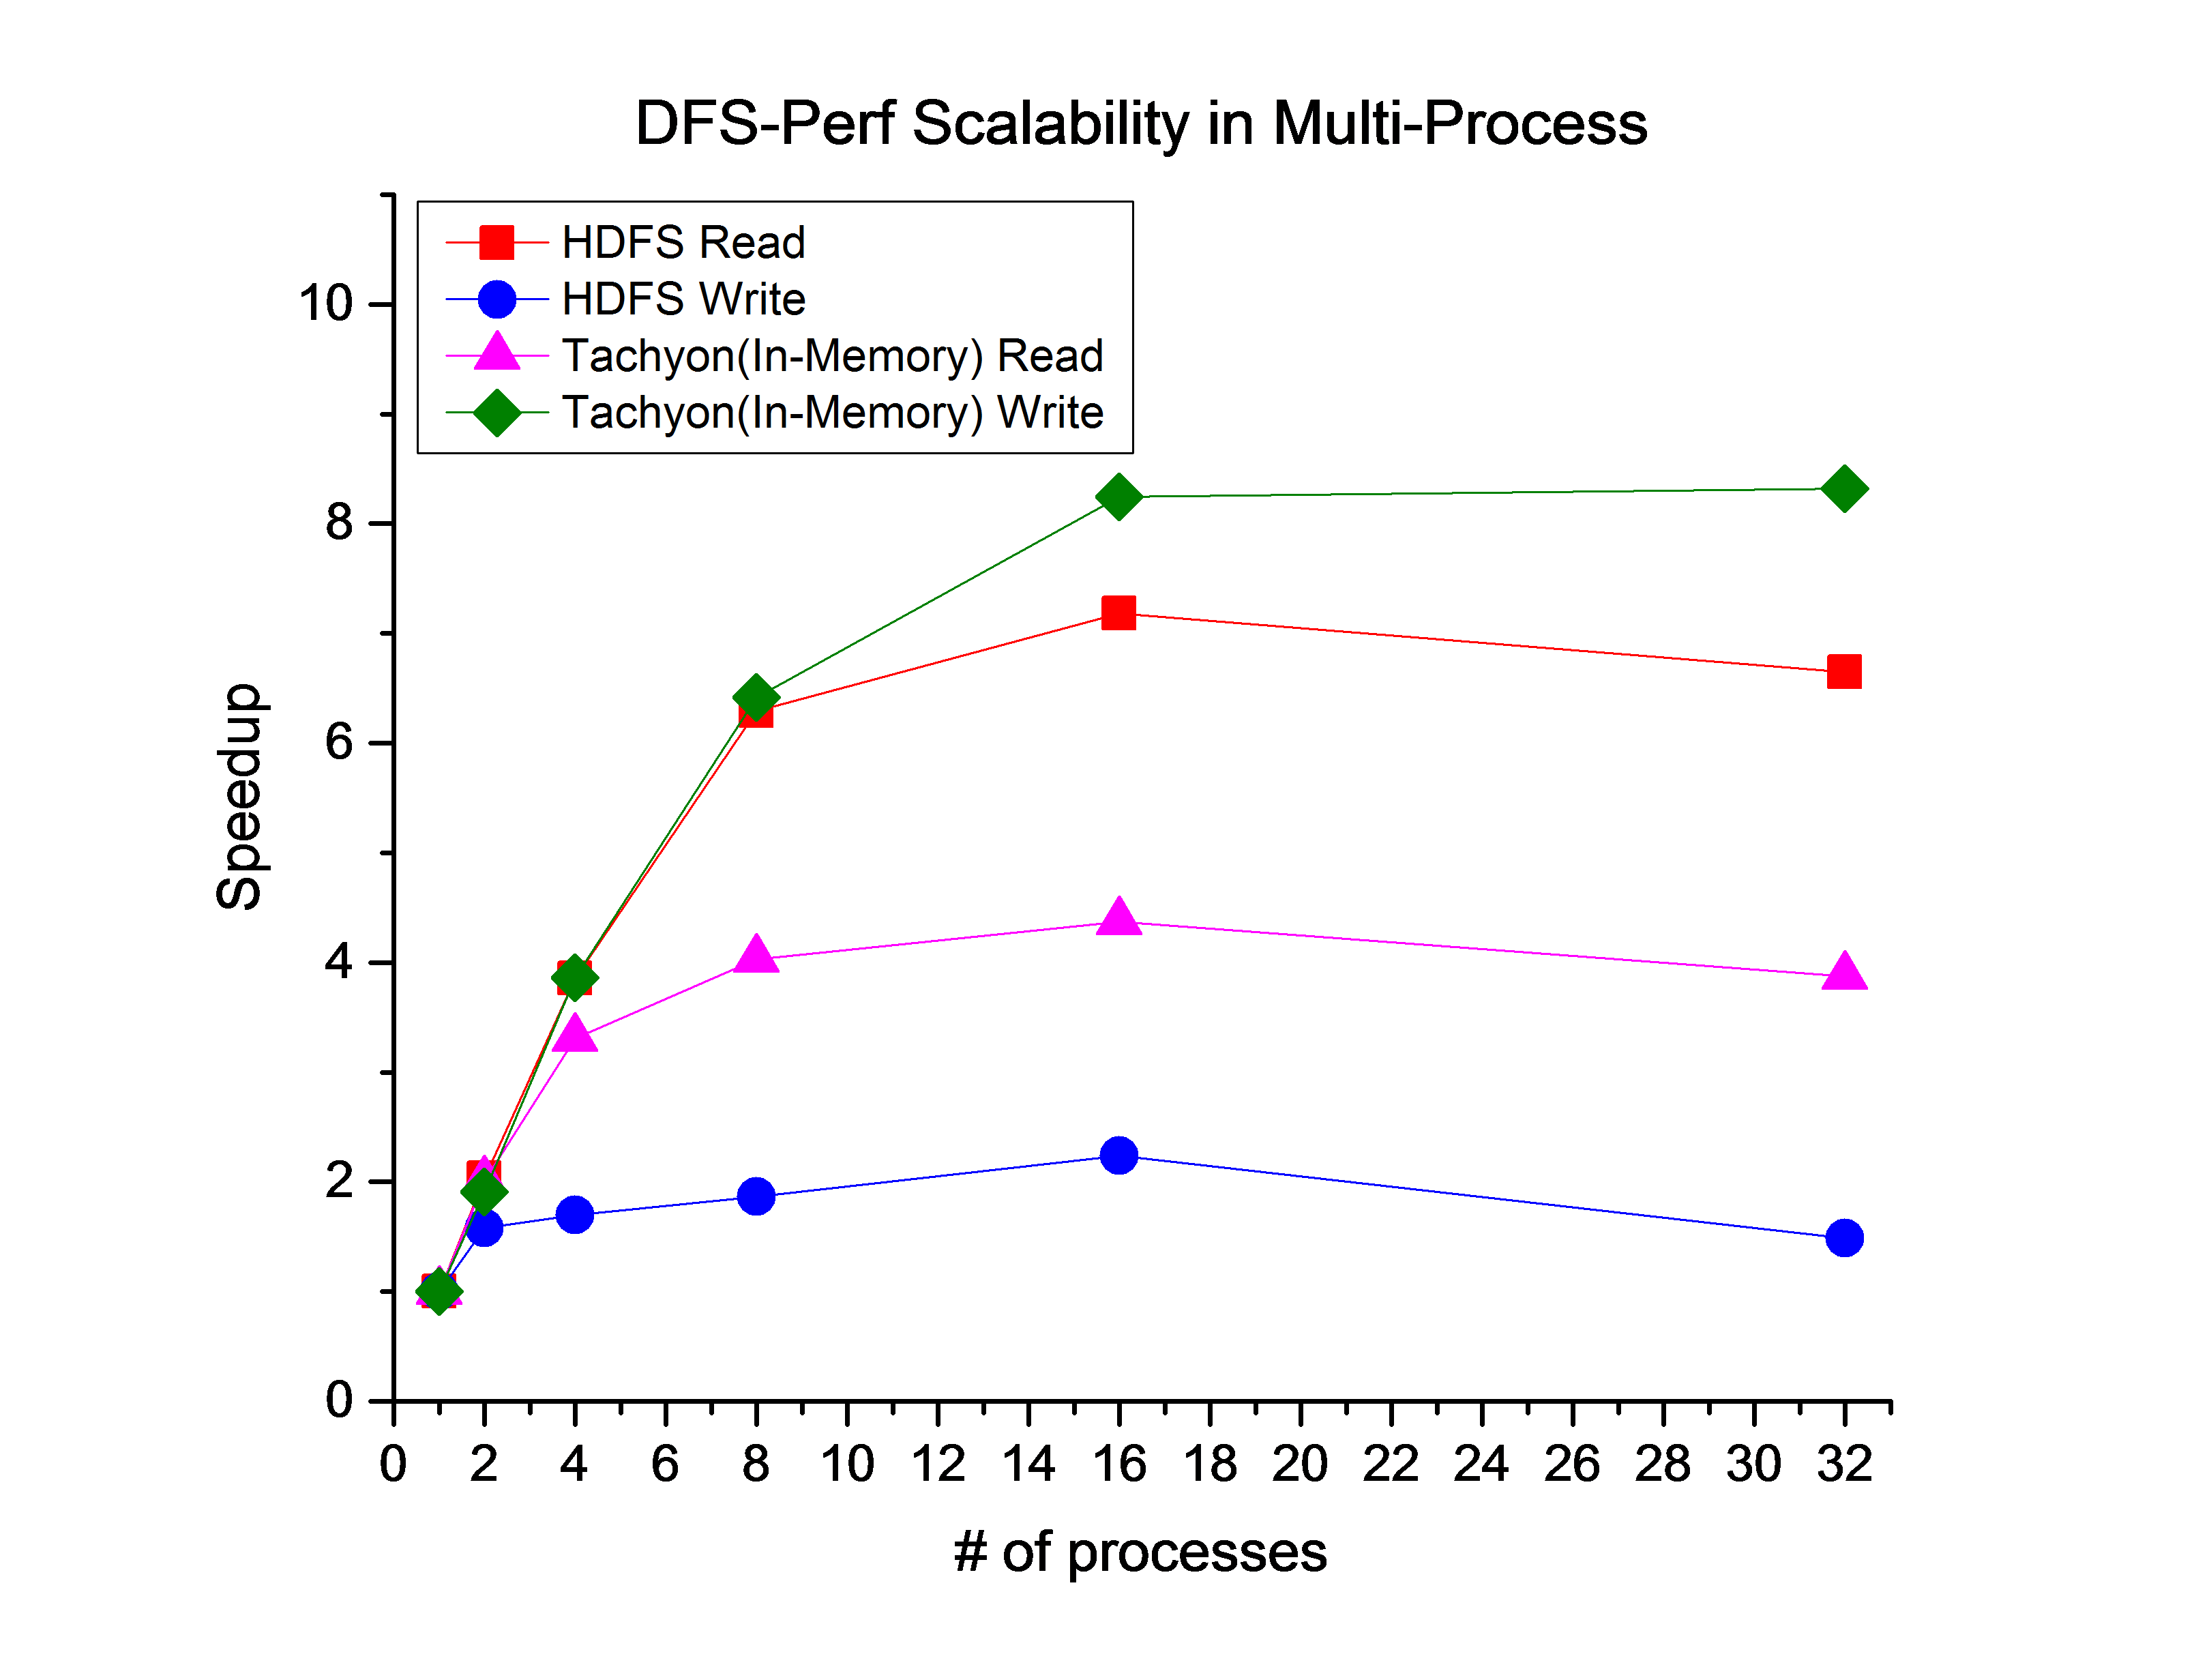 DFS-Perf Scalability in Multi-Process
HDFS Read
HDFS Write
Tachyon(In-Memory) Read
Tachyon(In-Memory) Write
10
8
6
4
2
0
Speedup
0 2 4 6 8 10 12 14 16 18 20 22 24 26 28 30 32
# of processes